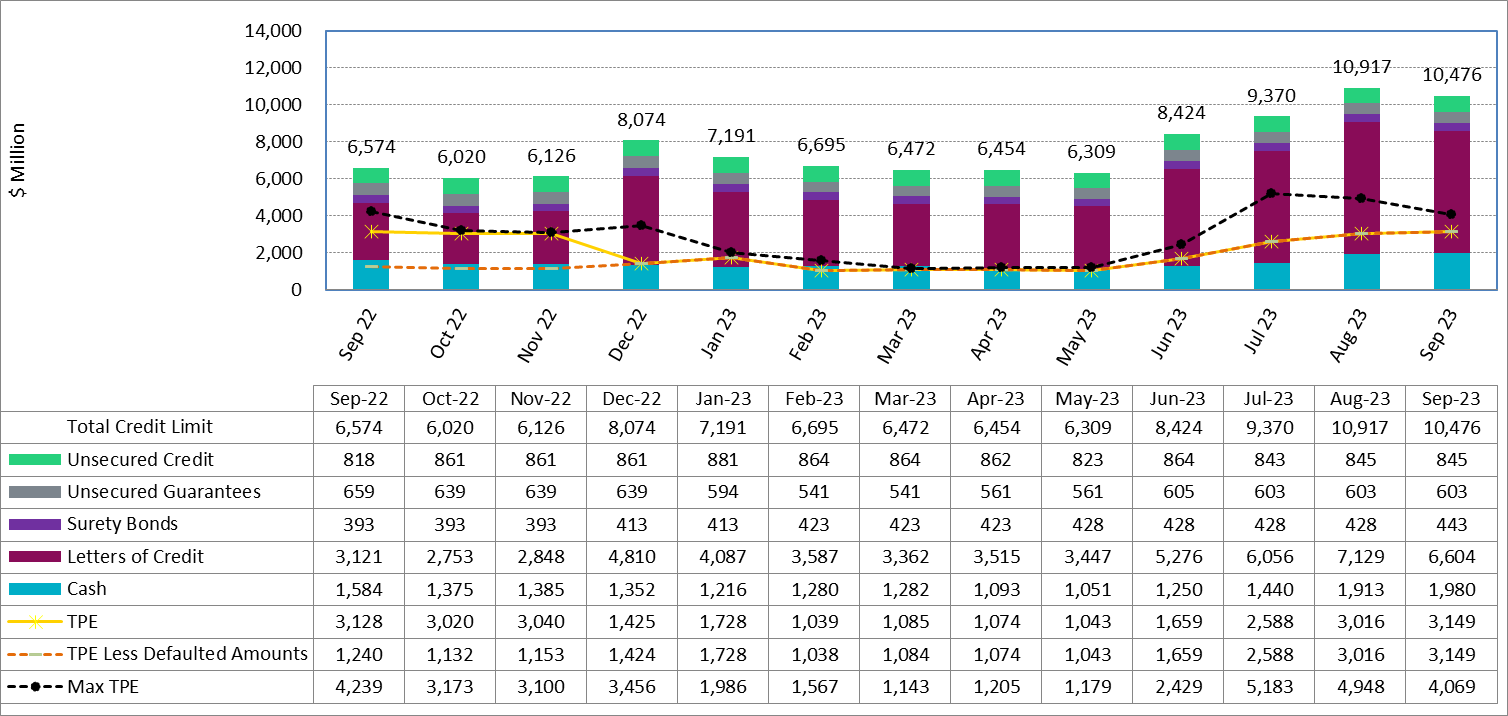 14,000
12,000
10,000
8,000
6,000
4,000
2,000
0
$ Million
6,574
6,020
6,126
8,074
7,191
6,695
6,472
6,454
6,309
8,424
9,370
10,917
10,476
Sep 22
Oct 22
Nov 22
Dec 22
Jan 23
Feb 23
Mar 23
Apr 23
May 23
Jun 23
Jul 23
Aug 23
Sep 23
Sep-22 Oct-22 Nov-22 Dec-22 Jan-23 Feb-23 Mar-23 Apr-23 May-23 Jun-23 Jul-23 Aug-23 Sep-23
Total Credit Limit 6,574 6,020 6,126 8,074 7,191 6,695 6,472 6,454 6,309 8,424 9,370 10,917 10,476
Unsecured Credit 818 861 861 861 881 864 864 862 823 864 843 845 845
Unsecured Guarantees 659 639 639 639 594 541 541 561 561 605 603 603 603
Surety Bonds 393 393 393 413 413 423 423 423 428 428 428 428 443
Letters of Credit 3,121 2,753 2,848 4,810 4,087 3,587 3,362 3,515 3,447 5,276 6,056 7,129 6,604
Cash 1,584 1,375 1,385 1,352 1,216 1,280 1,282 1,093 1,051 1,250 1,440 1,913 1,980
TPE 3,128 3,020 3,040 1,425 1,728 1,039 1,085 1,074 1,043 1,659 2,588 3,016 3,149
TPE Less Defaulted Amounts 1,240 1,132 1,153 1,424 1,728 1,038 1,084 1,074 1,043 1,659 2,588 3,016 3,149
Max TPE 4,239 3,173 3,100 3,456 1,986 1,567 1,143 1,205 1,179 2,429 5,183 4,948 4,069